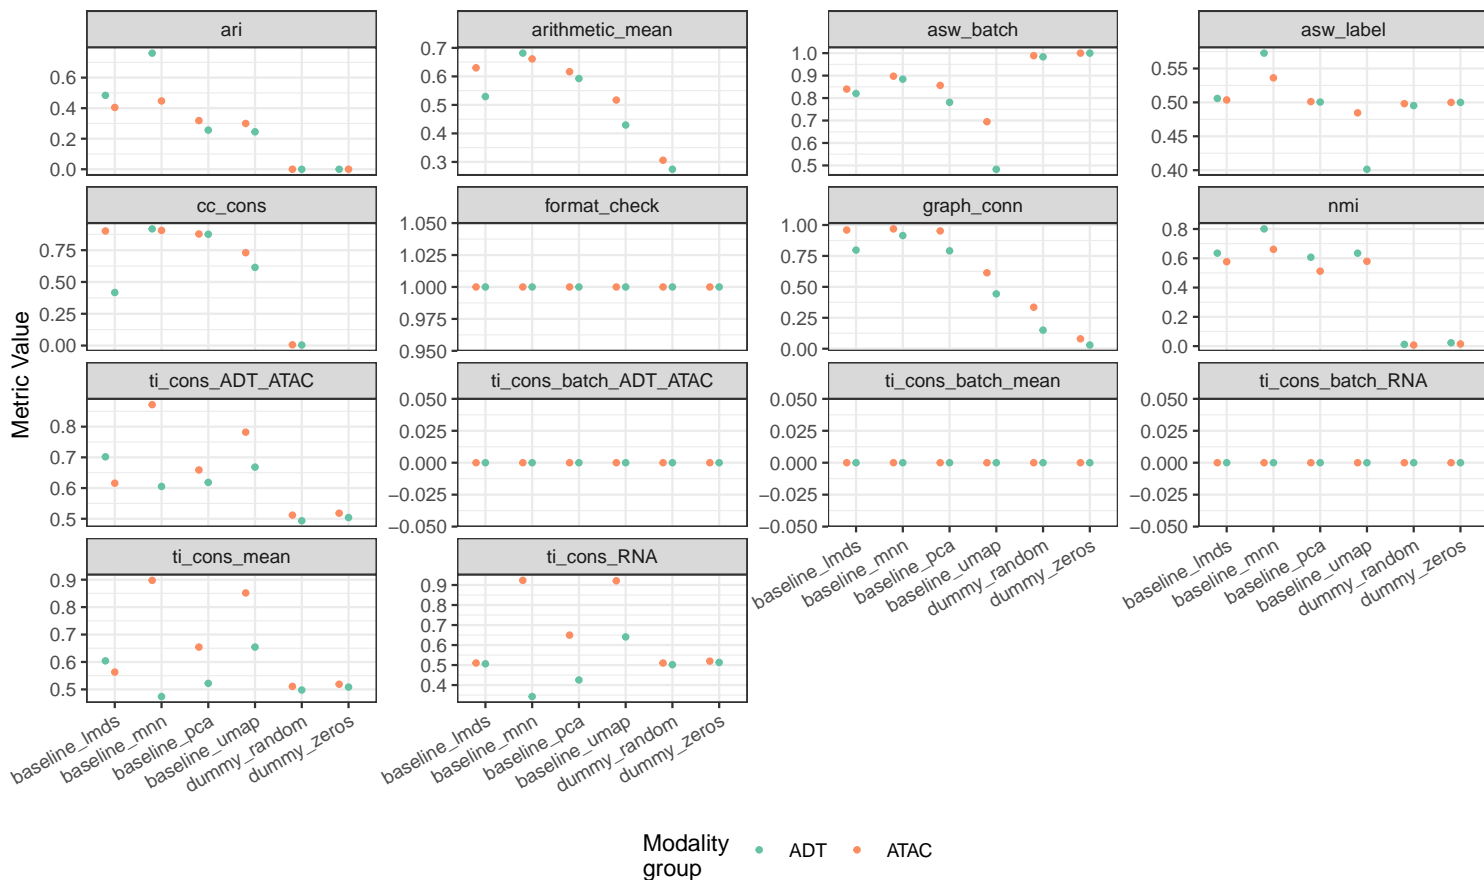 ari
arithmetic_mean
asw_batch
asw_label
0.6
0.4
0.2
0.0
0.7
0.6
0.5
0.4
0.3
1.0
0.9
0.8
0.7
0.6
0.5
0.55
0.50
0.45
0.40
cc_cons
format_check
graph_conn
nmi
0.75
0.50
0.25
0.00
1.050
1.025
1.000
0.975
0.950
1.00
0.75
0.50
0.25
0.00
0.8
0.6
0.4
0.2
0.0
Metric Value
ti_cons_ADT_ATAC
ti_cons_batch_ADT_ATAC
ti_cons_batch_mean
ti_cons_batch_RNA
0.8
0.7
0.6
0.5
0.050
0.025
0.000
−0.025
−0.050
0.050
0.025
0.000
−0.025
−0.050
0.050
0.025
0.000
−0.025
−0.050
ti_cons_mean
ti_cons_RNA
0.9
0.8
0.7
0.6
0.5
0.9
0.8
0.7
0.6
0.5
0.4
baseline_lmds
baseline_mnn
baseline_pca
baseline_umap
dummy_random
dummy_zeros
baseline_lmds
baseline_mnn
baseline_pca
baseline_umap
dummy_random
dummy_zeros
baseline_lmds
baseline_mnn
baseline_pca
baseline_umap
dummy_random
dummy_zeros
baseline_lmds
baseline_mnn
baseline_pca
baseline_umap
dummy_random
dummy_zeros
Modality
group
ADT
ATAC